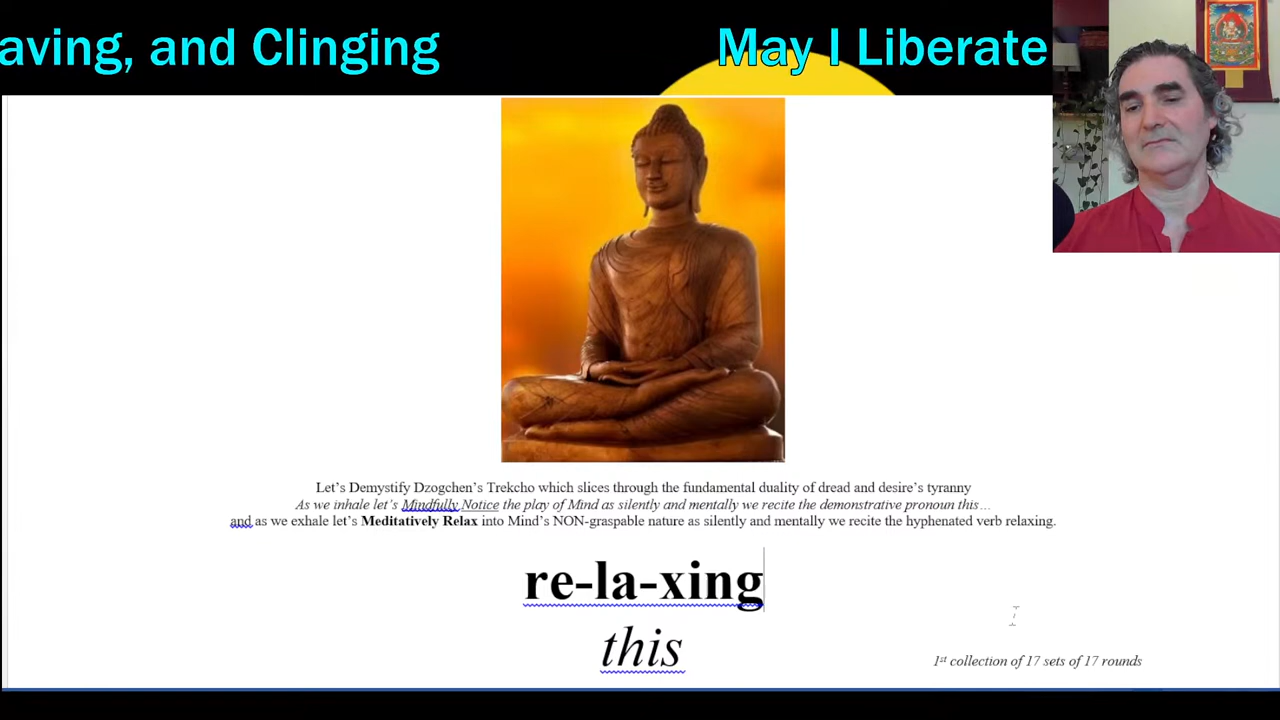 aving, and Clinging
May I Liberate
Let's Demystify Dzogchen's Trekcho which slices through the fundamental duality of dread and desire's tyranny
As we inhale let's Mindfully Notice the play of Mind as silently and mentally we recite the demonstrative pronoun this…
and as we exhale let's Meditatively Relax into Mind's NON-graspable nature as silently and mentally we recite the hyphenated verb relaxing.
re-la-xing
this
1st collection of 17 sets of 17 rounds